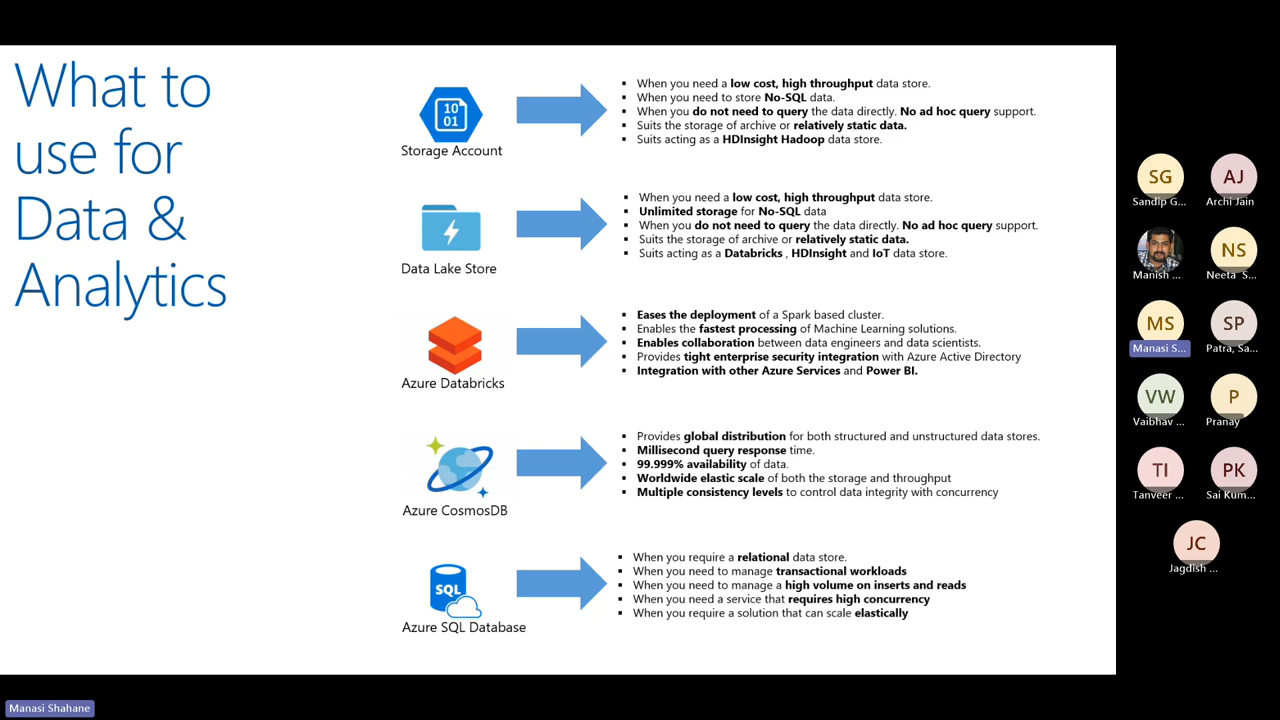 What to
use for
Data &
Analytics
10
01
Storage Account
▪ When you need a low cost, high throughput data store.
▪ When you need to store No-SQL data.
▪ When you do not need to query the data directly. No ad hoc query support.
▪ Suits the storage of archive or relatively static data.
▪ Suits acting as a HDInsight Hadoop data store.
Data Lake Store
▪ When you need a low cost, high throughput data store.
▪ Unlimited storage for No-SQL data
▪ When you do not need to query the data directly. No ad hoc query support.
▪ Suits the storage of archive or relatively static data.
▪ Suits acting as a Databricks , HDInsight and IoT data store.
Azure Databricks
▪ Eases the deployment of a Spark based cluster.
▪ Enables the fastest processing of Machine Learning solutions.
▪ Enables collaboration between data engineers and data scientists.
▪ Provides tight enterprise security integration with Azure Active Directory
▪ Integration with other Azure Services and Power BI.
Azure CosmosDB
▪ Provides global distribution for both structured and unstructured data stores.
▪ Millisecond query response time.
▪ 99.999% availability of data.
▪ Worldwide elastic scale of both the storage and throughput
▪ Multiple consistency levels to control data integrity with concurrency
SQL
Azure SQL Database
▪ When you require a relational data store.
▪ When you need to manage transactional workloads
▪ When you need to manage a high volume on inserts and reads
▪ When you need a service that requires high concurrency
▪ When you require a solution that can scale elastically
SG
Sandip G...
AJ
Archi Jain
Manish ...
NS
Neeta S...
MS
Manasi S...
SP
Patra, Sa...
VW
Vaibhav ...
P
Pranay
TI
Tanveer ...
PK
Sai Kum...
JC
Jagdish ...
Manasi Shahane